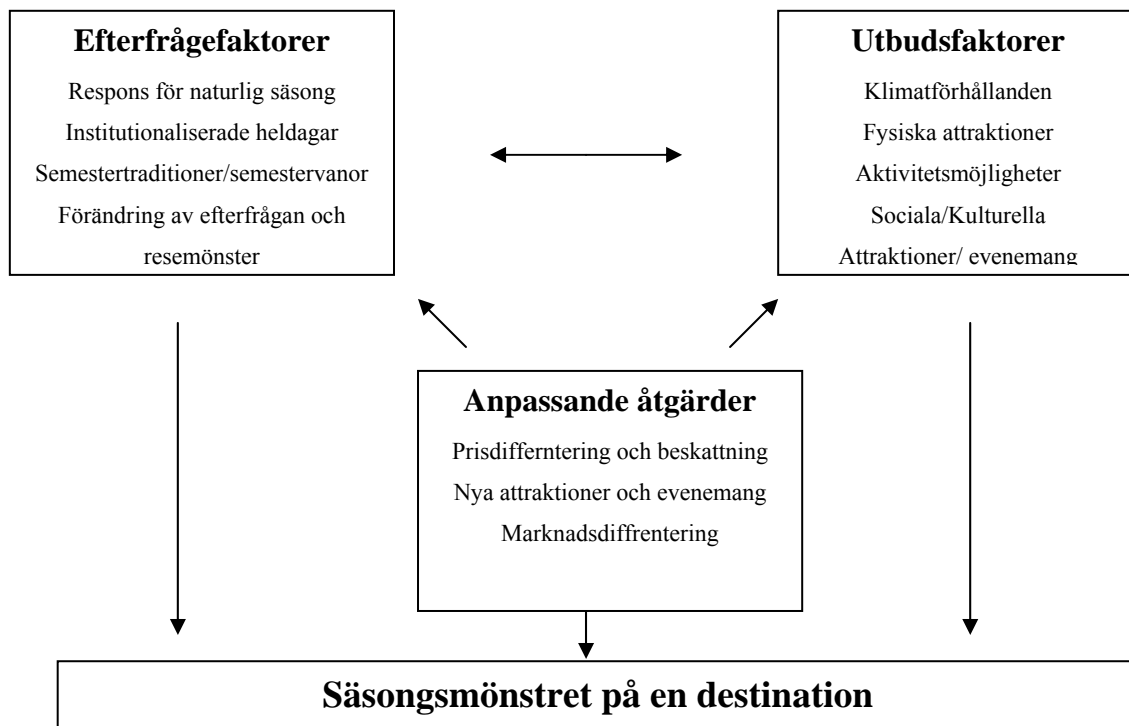 Efterfrågefaktorer
Respons för naturlig säsong
Institutionaliserade heldagar
Semestertraditioner/semestervanor
Förändring av efterfrågan och
resemönster
Utbudsfaktorer
Klimatförhållanden
Fysiska attraktioner
Aktivitetsmöjligheter
Sociala/Kulturella
Attraktioner/ evenemang
Anpassande åtgärder
Prisdifferntering och beskattning
Nya attraktioner och evenemang
Marknadsdiffrentering
Säsongsmönstret på en destination